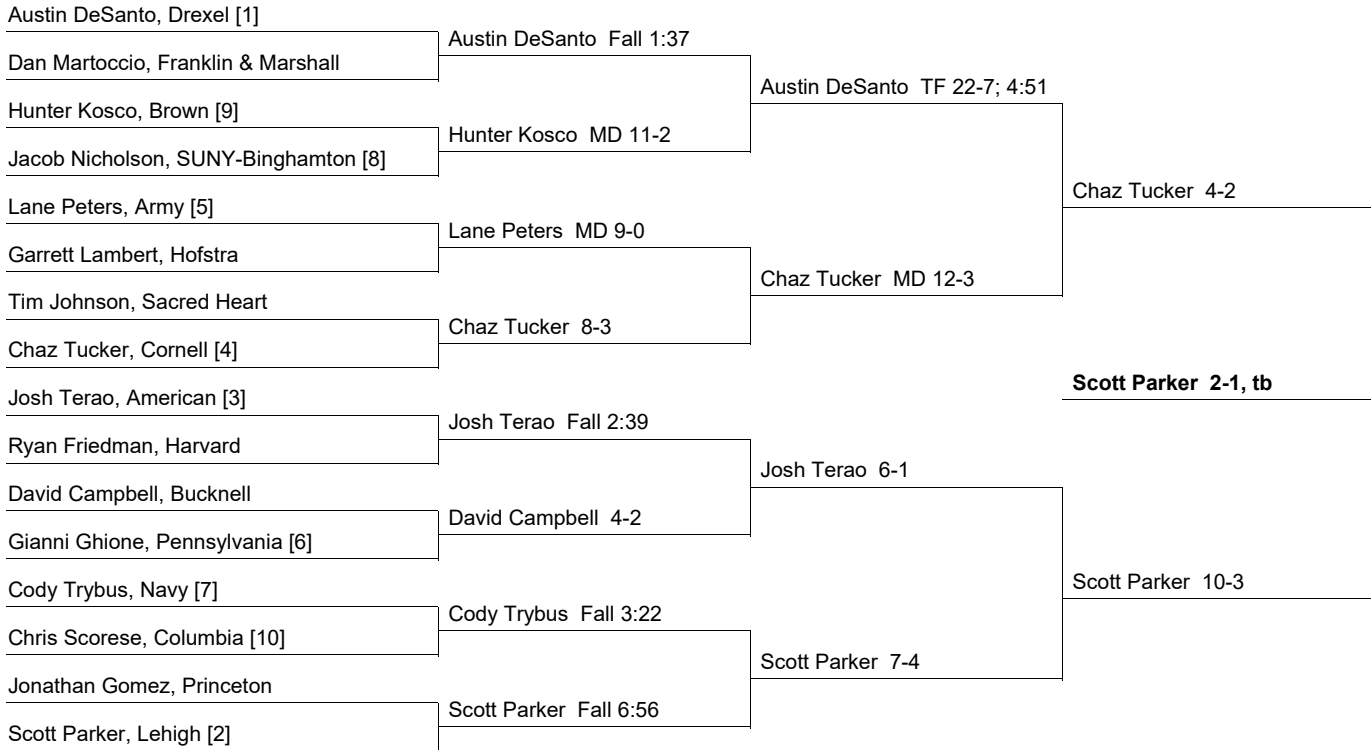 Austin DeSanto, Drexel [1]
Dan Martoccio, Franklin & Marshall
Hunter Kosco, Brown [9]
Jacob Nicholson, SUNY-Binghamton [8]
Lane Peters, Army [5]
Garrett Lambert, Hofstra
Tim Johnson, Sacred Heart
Chaz Tucker, Cornell [4]
Josh Terao, American [3]
Ryan Friedman, Harvard
David Campbell, Bucknell
Gianni Ghione, Pennsylvania [6]
Cody Trybus, Navy [7]
Chris Scorese, Columbia [10]
Jonathan Gomez, Princeton
Scott Parker, Lehigh [2]
Austin DeSanto Fall 1:37
Hunter Kosco MD 11-2
Lane Peters MD 9-0
Chaz Tucker 8-3
Josh Terao Fall 2:39
David Campbell 4-2
Cody Trybus Fall 3:22
Scott Parker Fall 6:56
Austin DeSanto TF 22-7; 4:51
Chaz Tucker MD 12-3
Josh Terao 6-1
Scott Parker 7-4
Chaz Tucker 4-2
Scott Parker 10-3
Scott Parker 2-1, tb